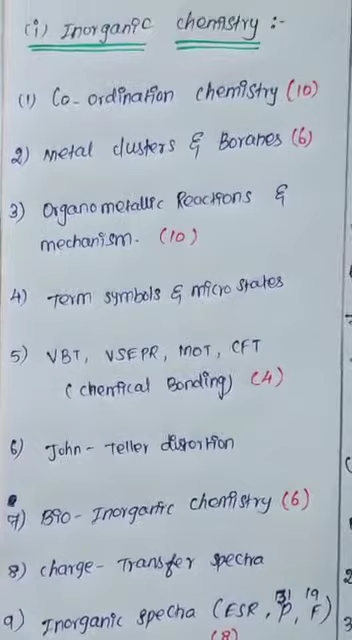 (i) Inorganic chemistry :-
(1) Co-ordination chemistry (10)
2) Metal clusters & Boranes (6)
3) Organometallic Reactions &
mechanism. (10)
4) Term symbols & micro states
5) VBT, VSEPR, MOT, CFT
(chemical Bonding) (4)
6) John-Teller distortion
7) Bio-Inorganic chemistry (6)
8) charge-Transfer spectra
9) Inorganic spectra (ESR, 31P, 19F)
(8)